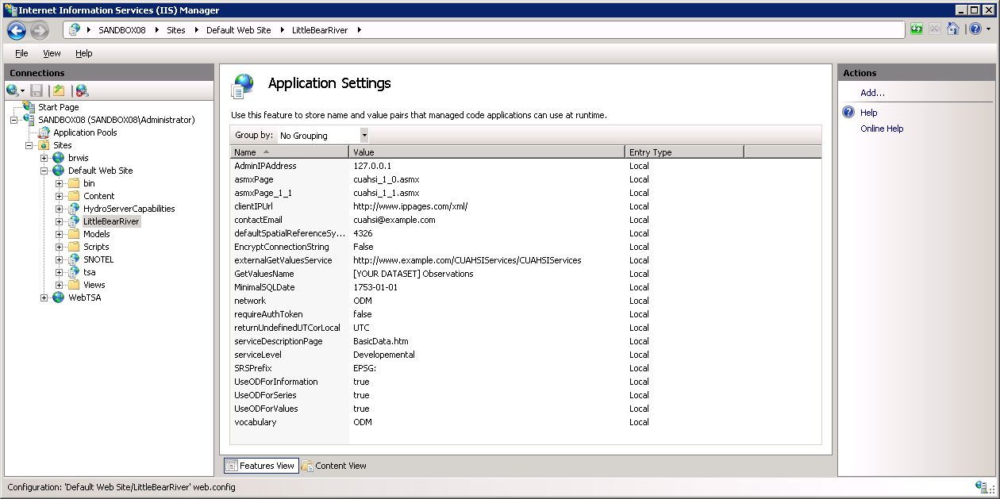 Internet Information Services (IIS) Manager
SANDBOX08 Sites Default Web Site LittleBearRiver
File View Help
Connections
Start Page
SANDBOX08 (SANDBOX08\Administrator)
Application Pools
Sites
brwis
Default Web Site
bin
Content
HydroServerCapabilities
LittleBearRiver
Models
Scripts
SNOTEL
tsa
Views
WebTSA
Application Settings
Use this feature to store name and value pairs that managed code applications can use at runtime.
Group by: No Grouping
Name Value Entry Type
AdminIPAddress 127.0.0.1 Local
asmxPage cuahsi_1_0.asmx Local
asmxPage_1_1 cuahsi_1_1.asmx Local
clientIPUrl http://www.ippages.com/xml/ Local
contactEmail cuahsi@example.com Local
defaultSpatialReferenceSy... 4326 Local
EncryptConnectionString False Local
externalGetValuesService http://www.example.com/CUAHSIServices/CUAHSIServices Local
GetValuesName [YOUR DATASET] Observations Local
MinimalSQLDate 1753-01-01 Local
network ODM Local
requireAuthToken false Local
returnUndefinedUTCorLocal UTC Local
serviceDescriptionPage BasicData.htm Local
serviceLevel Developemental Local
SRSPrefix EPSG: Local
UseODForInformation true Local
UseODForSeries true Local
UseODForValues true Local
vocabulary ODM Local
Features View Content View
Actions
Add...
Help
Online Help
Configuration: 'Default Web Site/LittleBearRiver' web.config